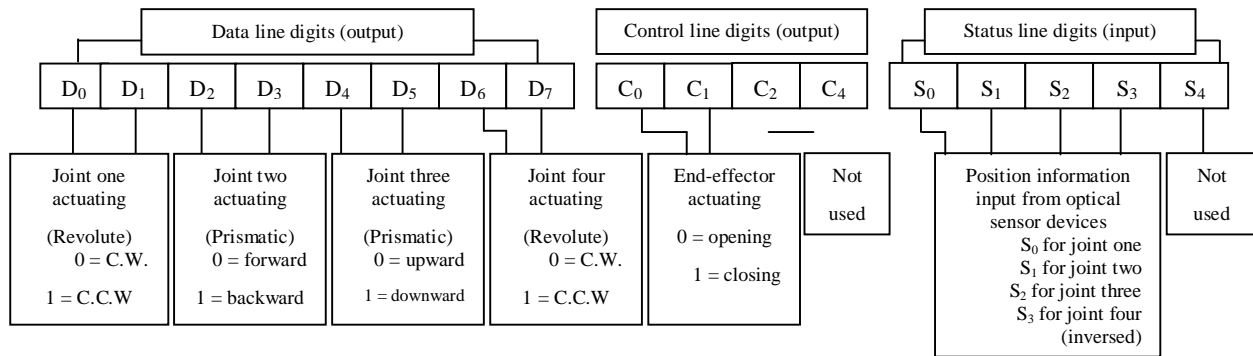 Data line digits (output)
Control line digits (output)
Status line digits (input)
D0 D1 D2 D3 D4 D5 D6 D7
C0 C1 C2 C4
S0 S1 S2 S3 S4
Joint one
actuating
(Revolute)
0 = C.W.
1 = C.C.W
Joint two
actuating
(Prismatic)
0 = forward
1 = backward
Joint three
actuating
(Prismatic)
0 = upward
1 = downward
Joint four
actuating
(Revolute)
0 = C.W.
1 = C.C.W
End-effector
actuating
0 = opening
1 = closing
Not
used
Position information
input from optical
sensor devices
S0 for joint one
S1 for joint two
S2 for joint three
S3 for joint four
(inversed)
Not
used